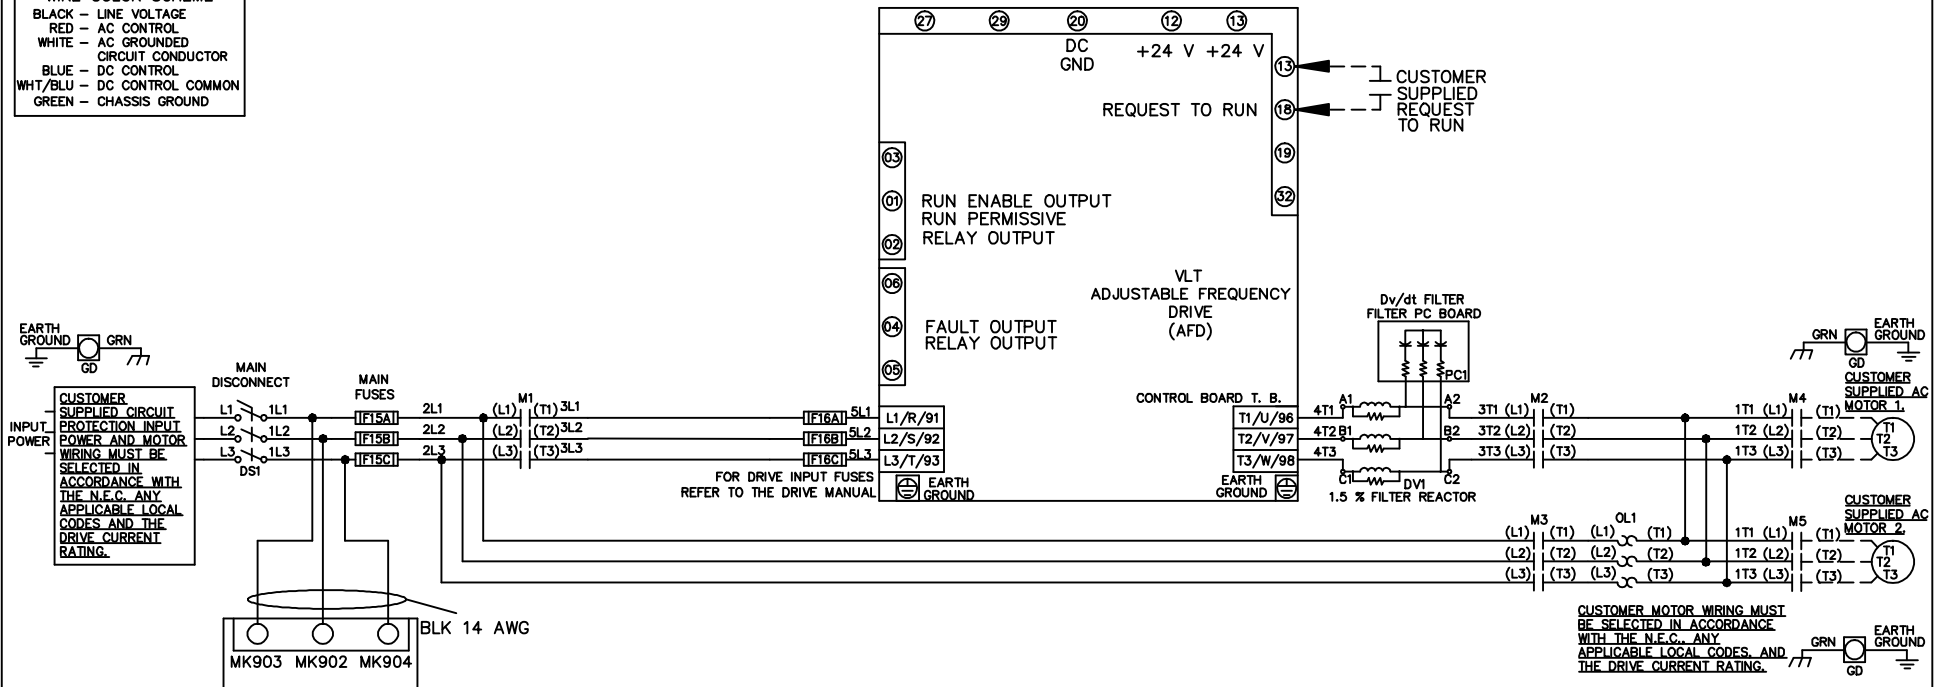 WIRE COLOR SCHEME
BLACK – LINE VOLTAGE
RED – AC CONTROL
WHITE – AC GROUNDED
CIRCUIT CONDUCTOR
BLUE – DC CONTROL
WHT/BLU – DC CONTROL COMMON
GREEN – CHASSIS GROUND
27 29 20 12 13
DC
GND
+24 V +24 V
13
REQUEST TO RUN
18
19
32
CUSTOMER
SUPPLIED
REQUEST
TO RUN
03
01
02
RUN ENABLE OUTPUT
RUN PERMISSIVE
RELAY OUTPUT
06
04
05
FAULT OUTPUT
RELAY OUTPUT
VLT
ADJUSTABLE FREQUENCY
DRIVE
(AFD)
EARTH
GROUND
GRN
GD
INPUT
POWER
CUSTOMER
SUPPLIED CIRCUIT
PROTECTION INPUT
POWER AND MOTOR
WIRING MUST BE
SELECTED IN
ACCORDANCE WITH
THE N.E.C. ANY
APPLICABLE LOCAL
CODES AND THE
DRIVE CURRENT
RATING.
MAIN
DISCONNECT
L1 1L1
L2 1L2
L3 1L3
DS1
MAIN
FUSES
F15A
F15B
F15C
2L1
2L2
2L3
M1
(L1) (T1) 3L1
(L2) (T2) 3L2
(L3) (T3) 3L3
F16A 5L1
F16B 5L2
F16C 5L3
FOR DRIVE INPUT FUSES
REFER TO THE DRIVE MANUAL
L1/R/91
L2/S/92
L3/T/93
EARTH
GROUND
CONTROL BOARD T. B.
T1/U/96
T2/V/97
T3/W/98
EARTH
GROUND
Dv/dt FILTER
FILTER PC BOARD
PC1
4T1 A1 A2
4T2 B1 B2
4T3 C1 C2
DV1
1.5 % FILTER REACTOR
M2
3T1 (L1) (T1)
3T2 (L2) (T2)
3T3 (L3) (T3)
M4
1T1 (L1) (T1)
1T2 (L2) (T2)
1T3 (L3) (T3)
GRN
GD
EARTH
GROUND
CUSTOMER
SUPPLIED AC
MOTOR 1.
T1
T2
T3
M3
(L1) (T1)
(L2) (T2)
(L3) (T3)
OL1
(L1) (T1)
(L2) (T2)
(L3) (T3)
M5
1T1 (L1) (T1)
1T2 (L2) (T2)
1T3 (L3) (T3)
CUSTOMER
SUPPLIED AC
MOTOR 2.
T1
T2
T3
BLK 14 AWG
MK903 MK902 MK904
CUSTOMER MOTOR WIRING MUST
BE SELECTED IN ACCORDANCE
WITH THE N.E.C., ANY
APPLICABLE LOCAL CODES, AND
THE DRIVE CURRENT RATING.
GRN
GD
EARTH
GROUND